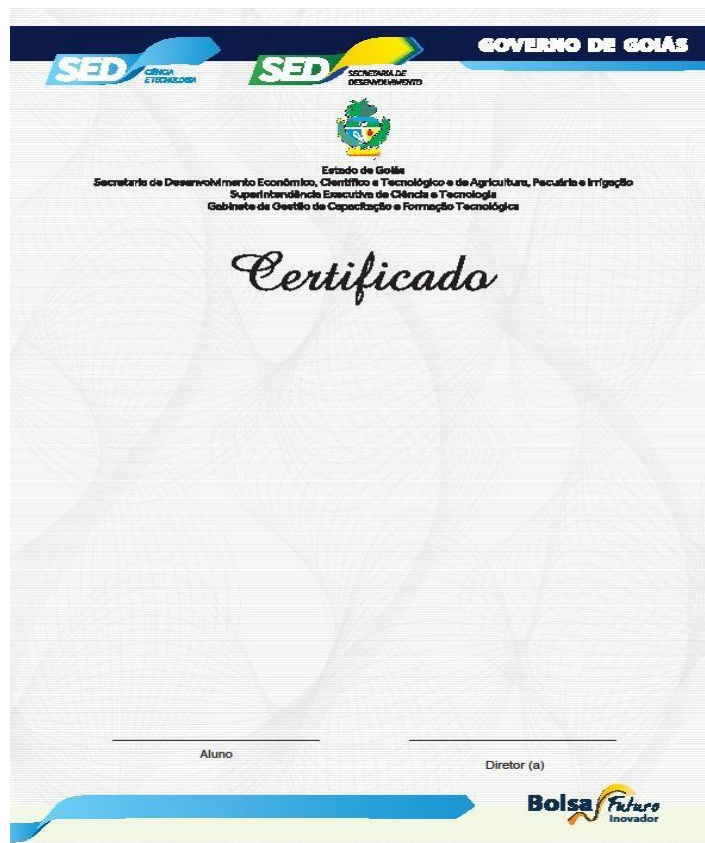 GOVERNO DE GOIÁS
SED CIÊNCIA
E TECNOLOGIA
SED SECRETARIA DE
DESENVOLVIMENTO
Estado de Goiás
Secretaria de Desenvolvimento Econômico, Científico e Tecnológico e de Agricultura, Pecuária e Irrigação
Superintendência Executiva de Ciência e Tecnologia
Gabinete de Gestão de Capacitação e Formação Tecnológica
Certificado
Aluno
Diretor (a)
Bolsa Futuro
Inovador